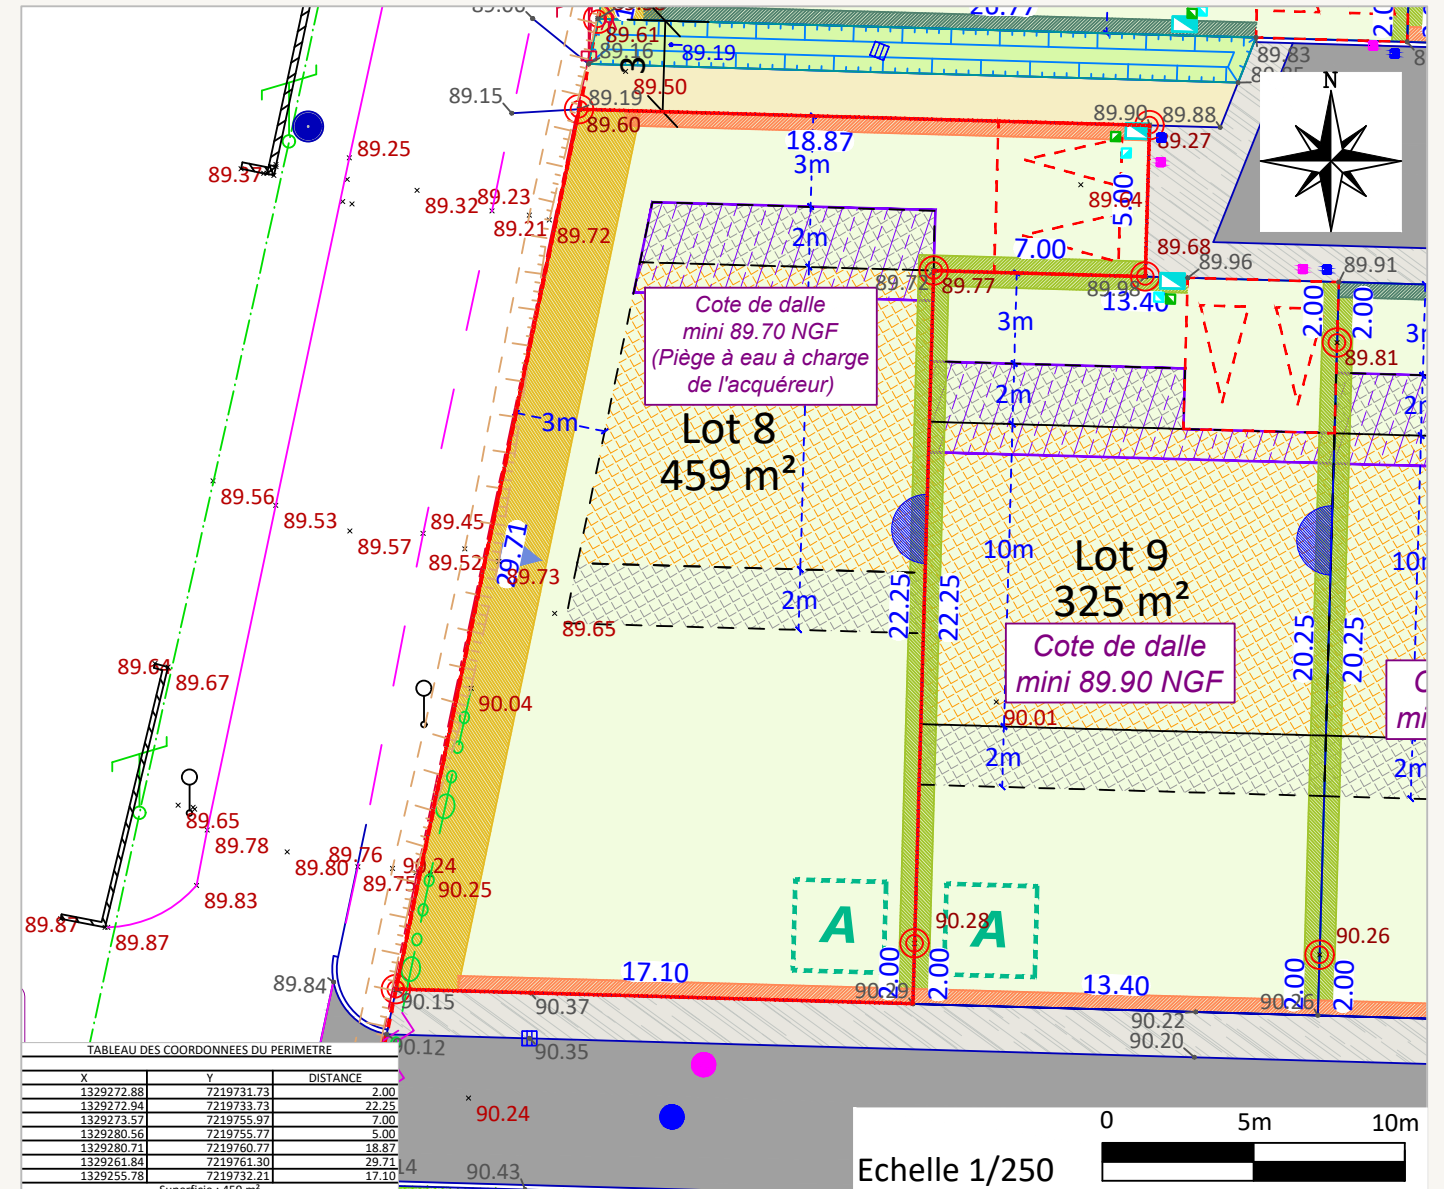 89.61
89.16
89.19
3
89.50
89.15
89.19
89.60
20.77
89.83
N
89.90
89.88
89.27
18.87
3m
89.64
5.00
89.25
89.37
89.32
89.23
89.21
89.72
2m
7.00
89.68
89.96
89.91
89.72
89.77
89.98
13.40
Cote de dalle
mini 89.70 NGF
(Piège à eau à charge
de l'acquéreur)
3m
2.00
2.00
89.81
2m
3m
Lot 8
459 m²
89.56
89.53
89.57
89.45
89.52
29.71
89.73
10m
Lot 9
325 m²
2m
89.65
22.25
22.25
Cote de dalle
mini 89.90 NGF
20.25
20.25
89.64
89.67
90.04
90.01
2m
2m
89.65
89.78
89.80
89.76
89.75
90.24
90.25
89.83
89.87
89.87
A
A
90.28
90.26
89.84
90.15
90.37
17.10
90.29
2.00
2.00
13.40
90.26
2.00
2.00
90.22
90.20
90.12
90.35
TABLEAU DES COORDONNEES DU PERIMETRE
X Y DISTANCE
1329272.88 7219731.73 2.00
1329272.94 7219733.73 22.25
1329273.57 7219755.97 7.00
1329280.56 7219755.77 5.00
1329280.71 7219760.77 18.87
1329261.84 7219761.30 29.71
1329255.78 7219732.21 17.10
Superficie : 459 m²
90.24
90.43
0 5m 10m
Echelle 1/250